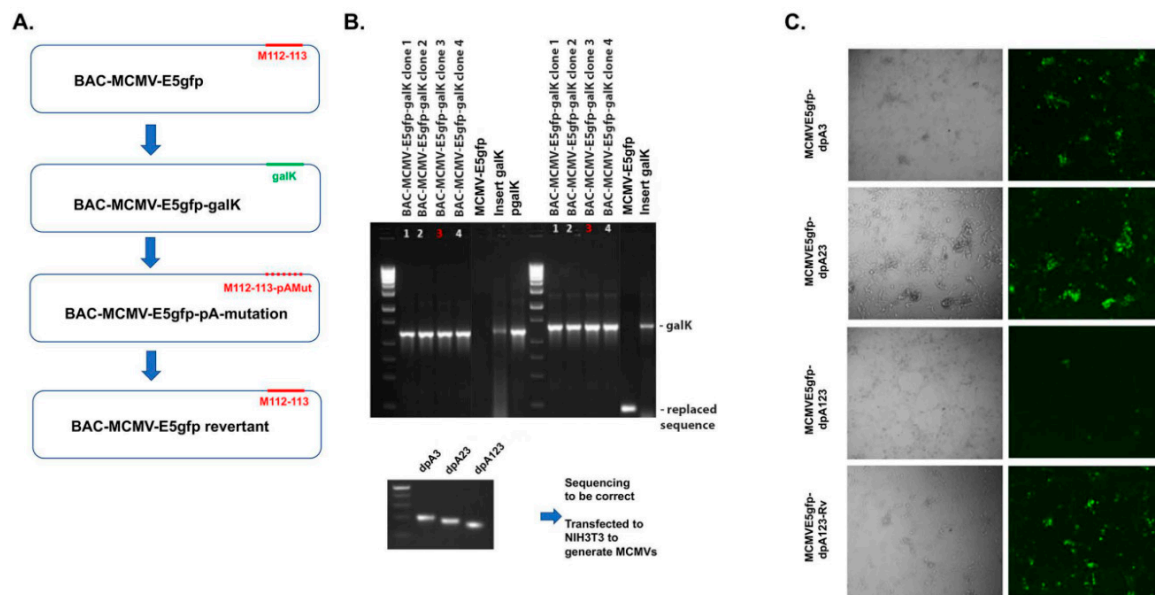 A.
M112-113
BAC-MCMV-E5gfp
galK
BAC-MCMV-E5gfp-galK
M112-113-pAMut
BAC-MCMV-E5gfp-pA-mutation
M112-113
BAC-MCMV-E5gfp revertant
B.
BAC-MCMV-E5gfp-galK clone 1
BAC-MCMV-E5gfp-galK clone 2
BAC-MCMV-E5gfp-galK clone 3
BAC-MCMV-E5gfp-galK clone 4
MCMV-E5gfp
Insert galK
pgalK
BAC-MCMV-E5gfp-galK clone 1
BAC-MCMV-E5gfp-galK clone 2
BAC-MCMV-E5gfp-galK clone 3
BAC-MCMV-E5gfp-galK clone 4
MCMV-E5gfp
Insert galK
1 2 3 4
1 2 3 4
- galK
- replaced
sequence
dpA3
dpA23
dpA123
Sequencing
to be correct
Transfected to
NIH3T3 to
generate MCMVs
C.
MCMVE5gfp-
dpA3
MCMVE5gfp-
dpA23
MCMVE5gfp-
dpA123
MCMVE5gfp-
dpA123-Rv